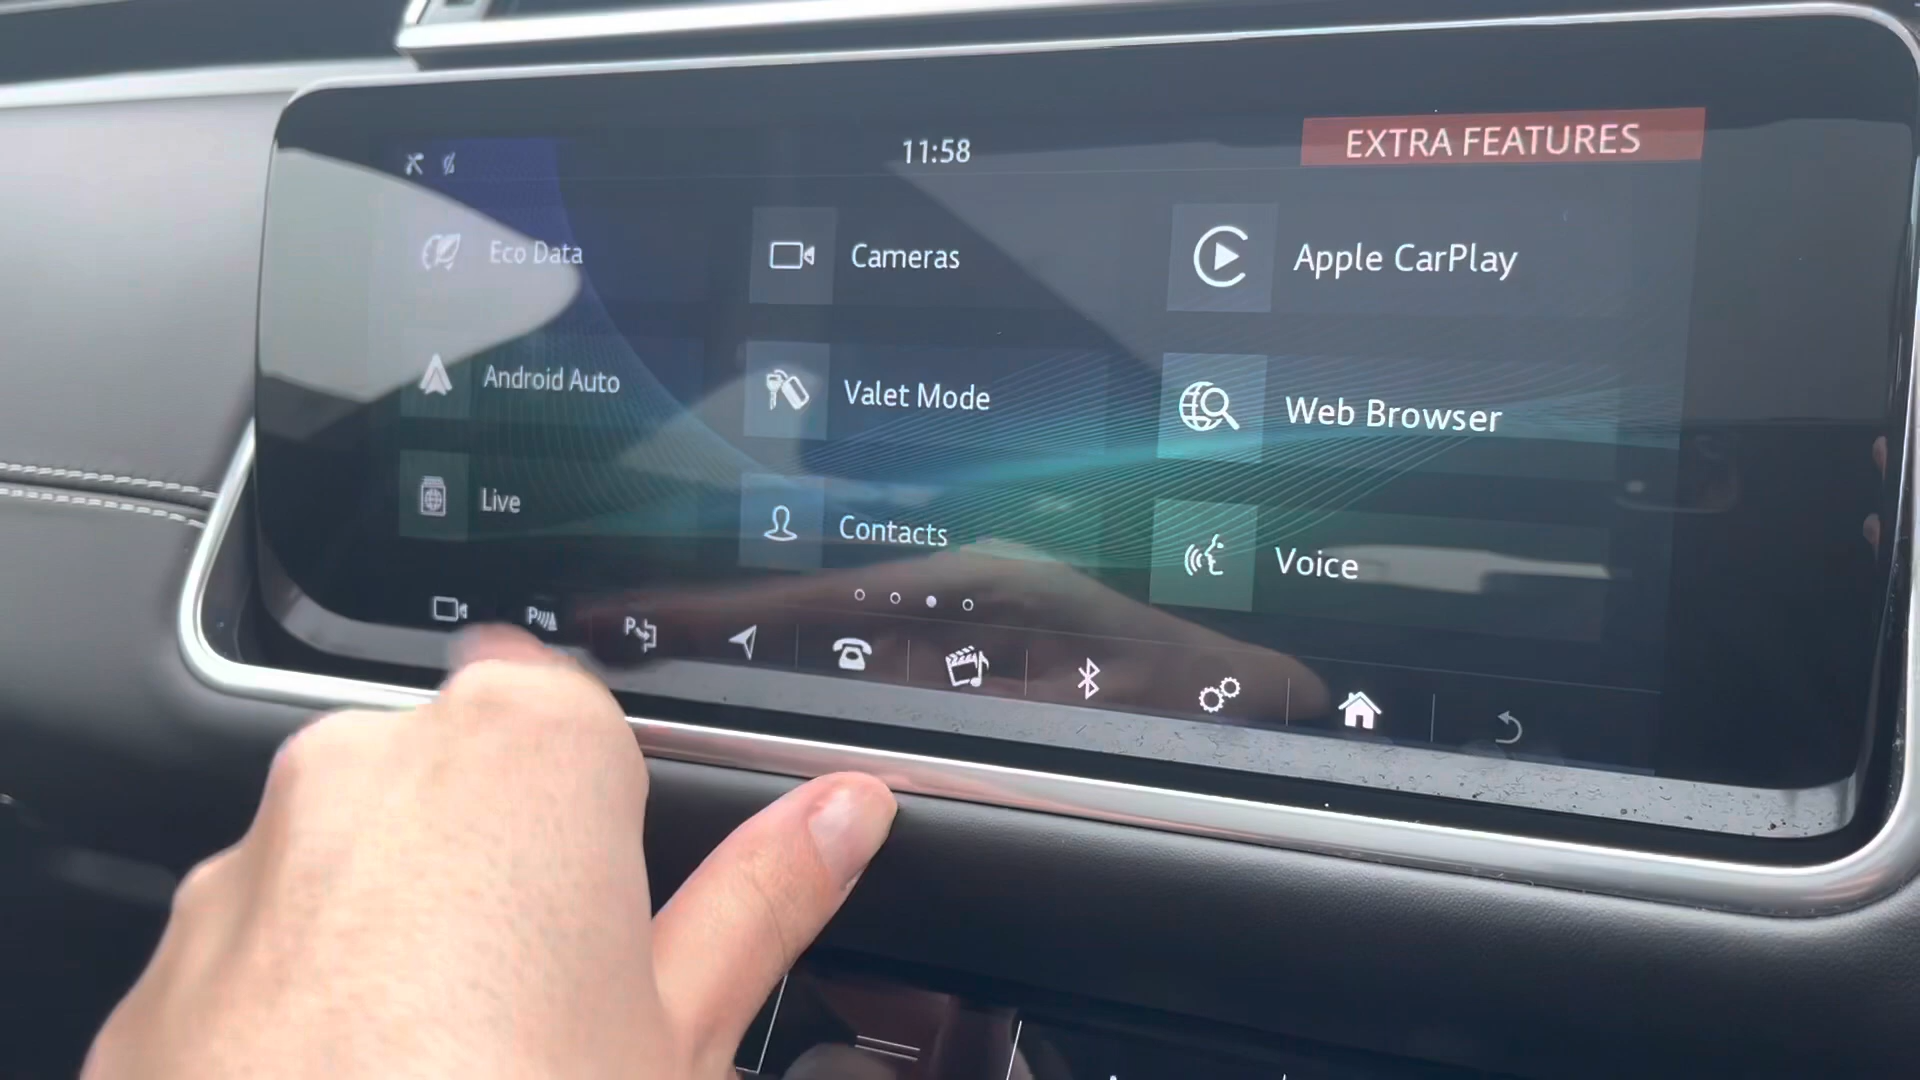 11:58
EXTRA FEATURES
Eco Data
Cameras
Apple CarPlay
Android Auto
Valet Mode
Web Browser
Live
Contacts
Voice
P
P